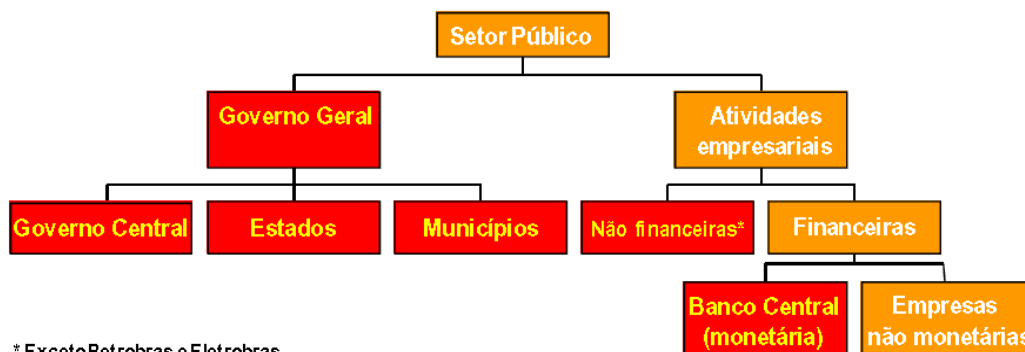 Setor Público
Governo Geral
Atividades
empresariais
Governo Central
Estados
Municípios
Não financeiras*
Financeiras
Banco Central
(monetária)
Empresas
não monetárias
* Exceto Petrobras e Eletrobras